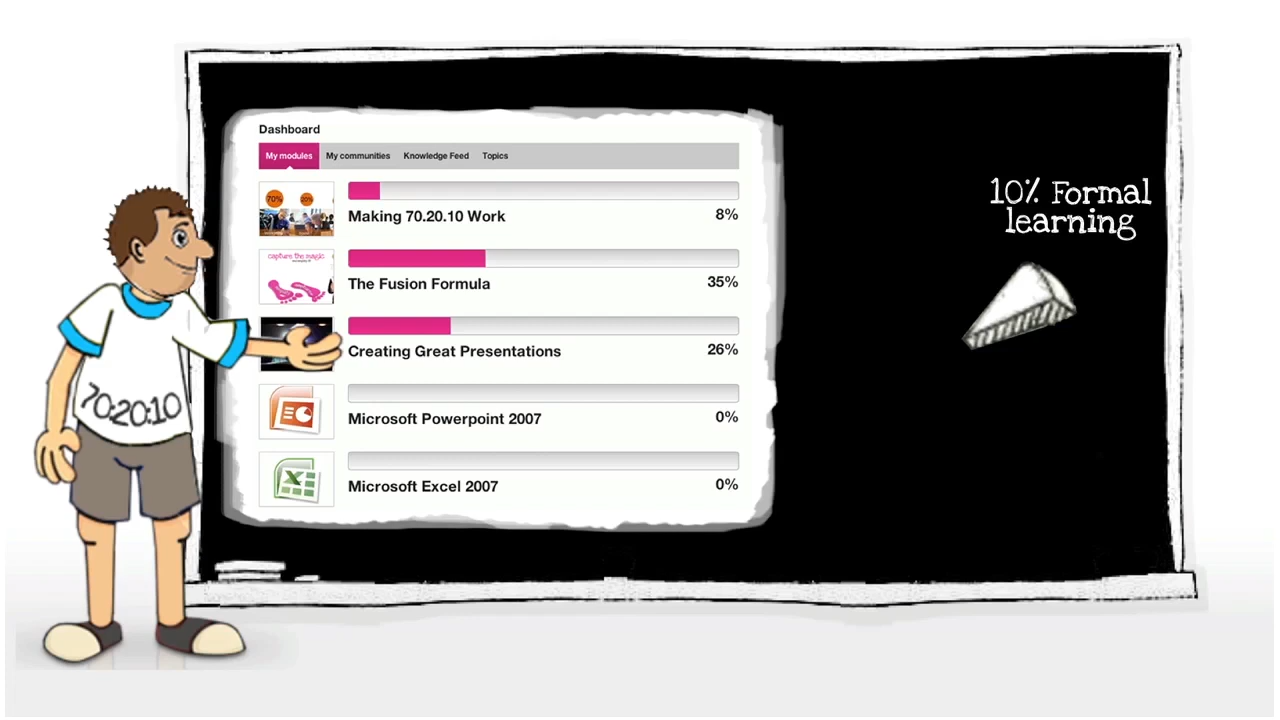 Dashboard
My modules My communities Knowledge Feed Topics
70% 20%
Making 70.20.10 Work 8%
capture the magic
The Fusion Formula 35%
Creating Great Presentations 26%
Microsoft Powerpoint 2007 0%
Microsoft Excel 2007 0%
70:20:10
10% Formal
learning